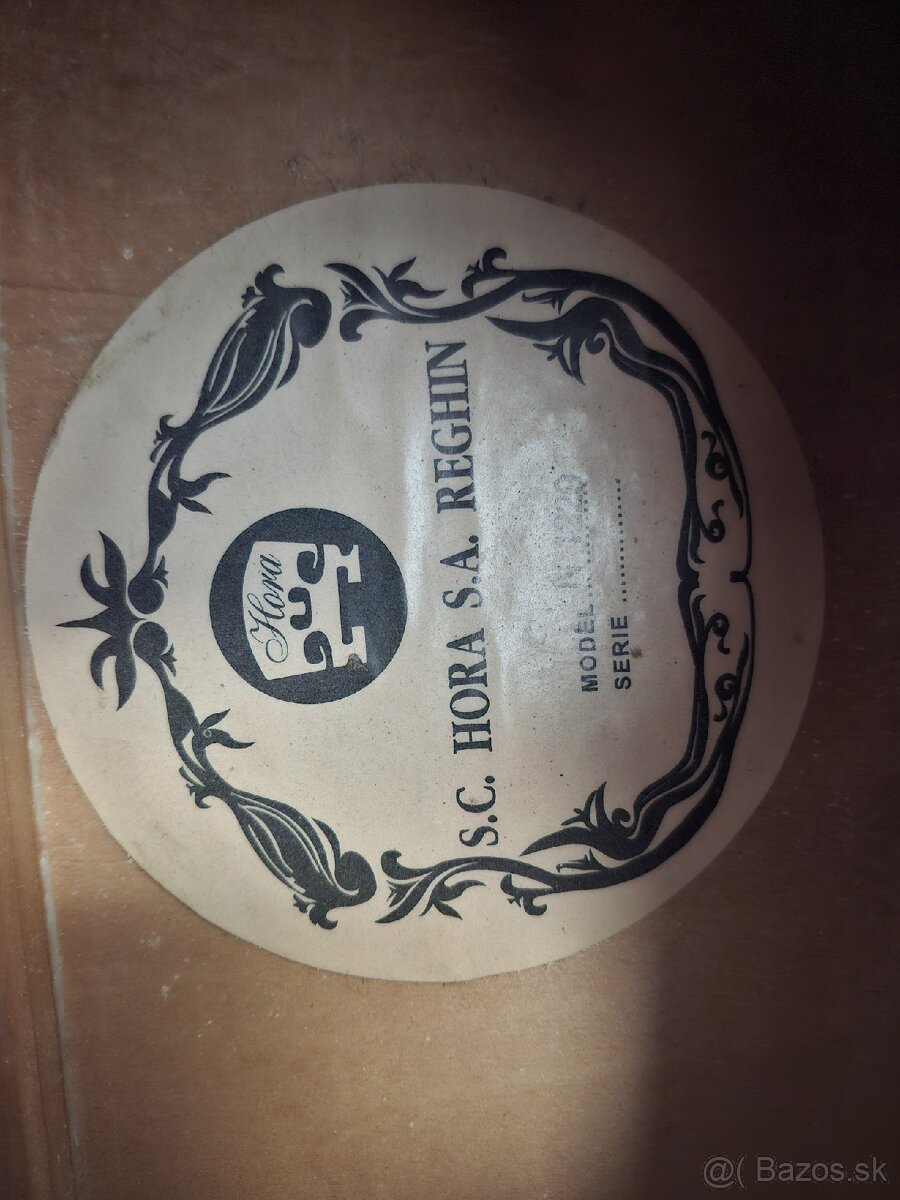 Hora
S.C. HORA S.A. REGHIN
MODEL ..........
SERIE ................
@( Bazos.sk